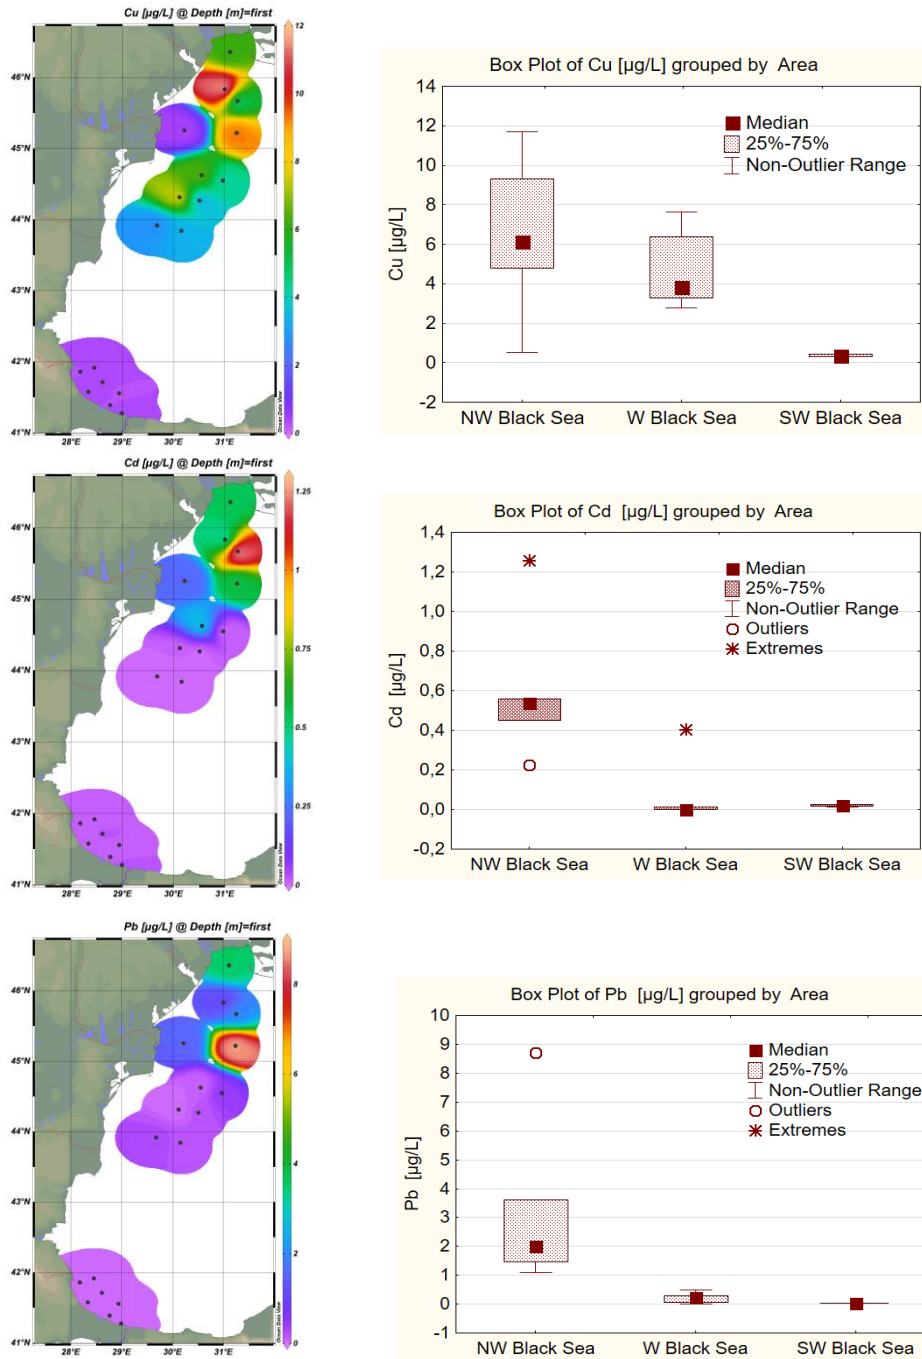 Cu [µg/L] @ Depth [m]=first
46°N
45°N
44°N
43°N
42°N
41°N
28°E
29°E
30°E
31°E
12
10
8
6
4
2
0
Ocean Data View
Box Plot of Cu [µg/L] grouped by Area
Cu [µg/L]
14
12
10
8
6
4
2
0
-2
Median
25%-75%
Non-Outlier Range
NW Black Sea
W Black Sea
SW Black Sea
Cd [µg/L] @ Depth [m]=first
46°N
45°N
44°N
43°N
42°N
41°N
28°E
29°E
30°E
31°E
1.25
1
0.75
0.5
0.25
0
Ocean Data View
Box Plot of Cd [µg/L] grouped by Area
Cd [µg/L]
1,4
1,2
1,0
0,8
0,6
0,4
0,2
0,0
-0,2
Median
25%-75%
Non-Outlier Range
Outliers
Extremes
NW Black Sea
W Black Sea
SW Black Sea
Pb [µg/L] @ Depth [m]=first
46°N
45°N
44°N
43°N
42°N
41°N
28°E
29°E
30°E
31°E
8
6
4
2
0
Ocean Data View
Box Plot of Pb [µg/L] grouped by Area
Pb [µg/L]
10
9
8
7
6
5
4
3
2
1
0
-1
Median
25%-75%
Non-Outlier Range
Outliers
Extremes
NW Black Sea
W Black Sea
SW Black Sea